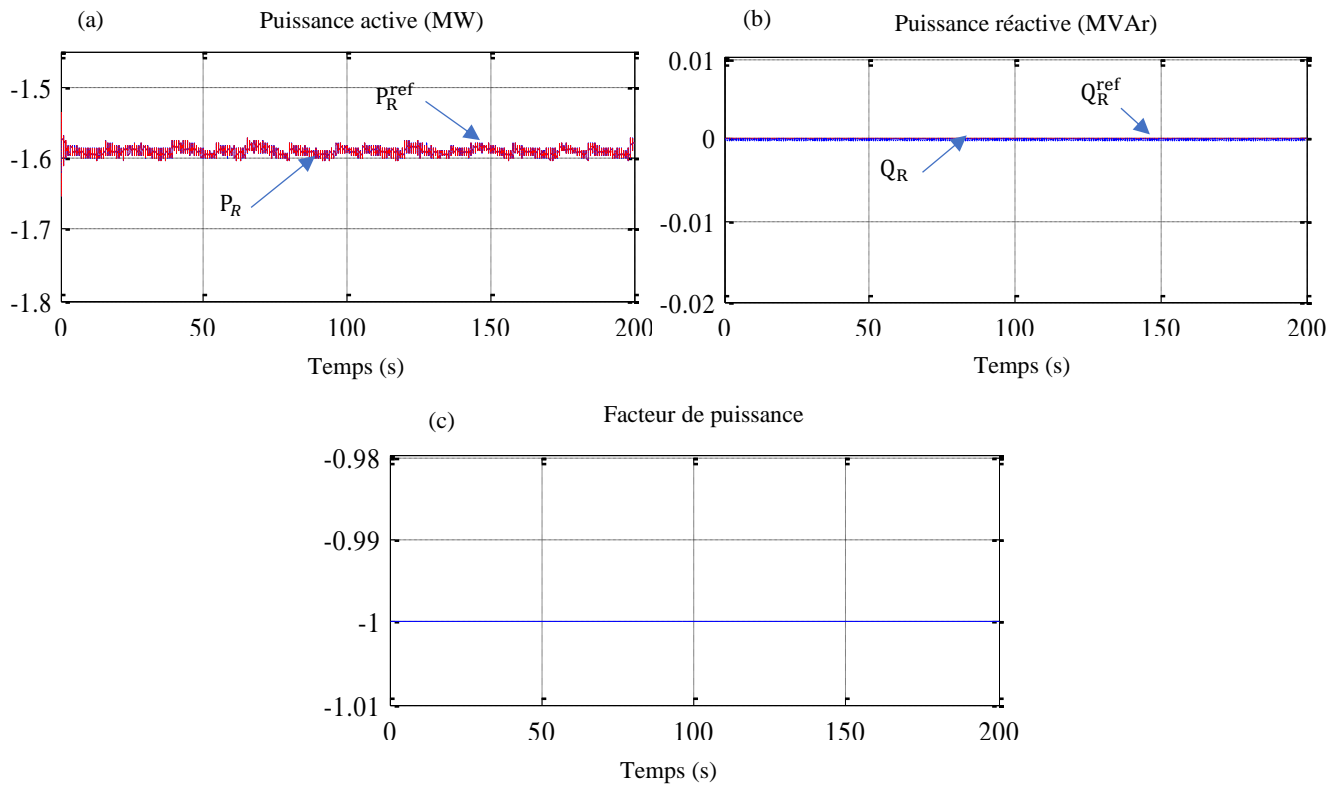 (a) Puissance active (MW)
-1.5
-1.6
-1.7
-1.8
0 50 100 150 200
P_R^ref
P_R
Temps (s)
(b) Puissance réactive (MVAr)
0.01
0
-0.01
-0.02
0 50 100 150 200
Q_R^ref
Q_R
Temps (s)
(c) Facteur de puissance
-0.98
-0.99
-1
-1.01
0 50 100 150 200
Temps (s)